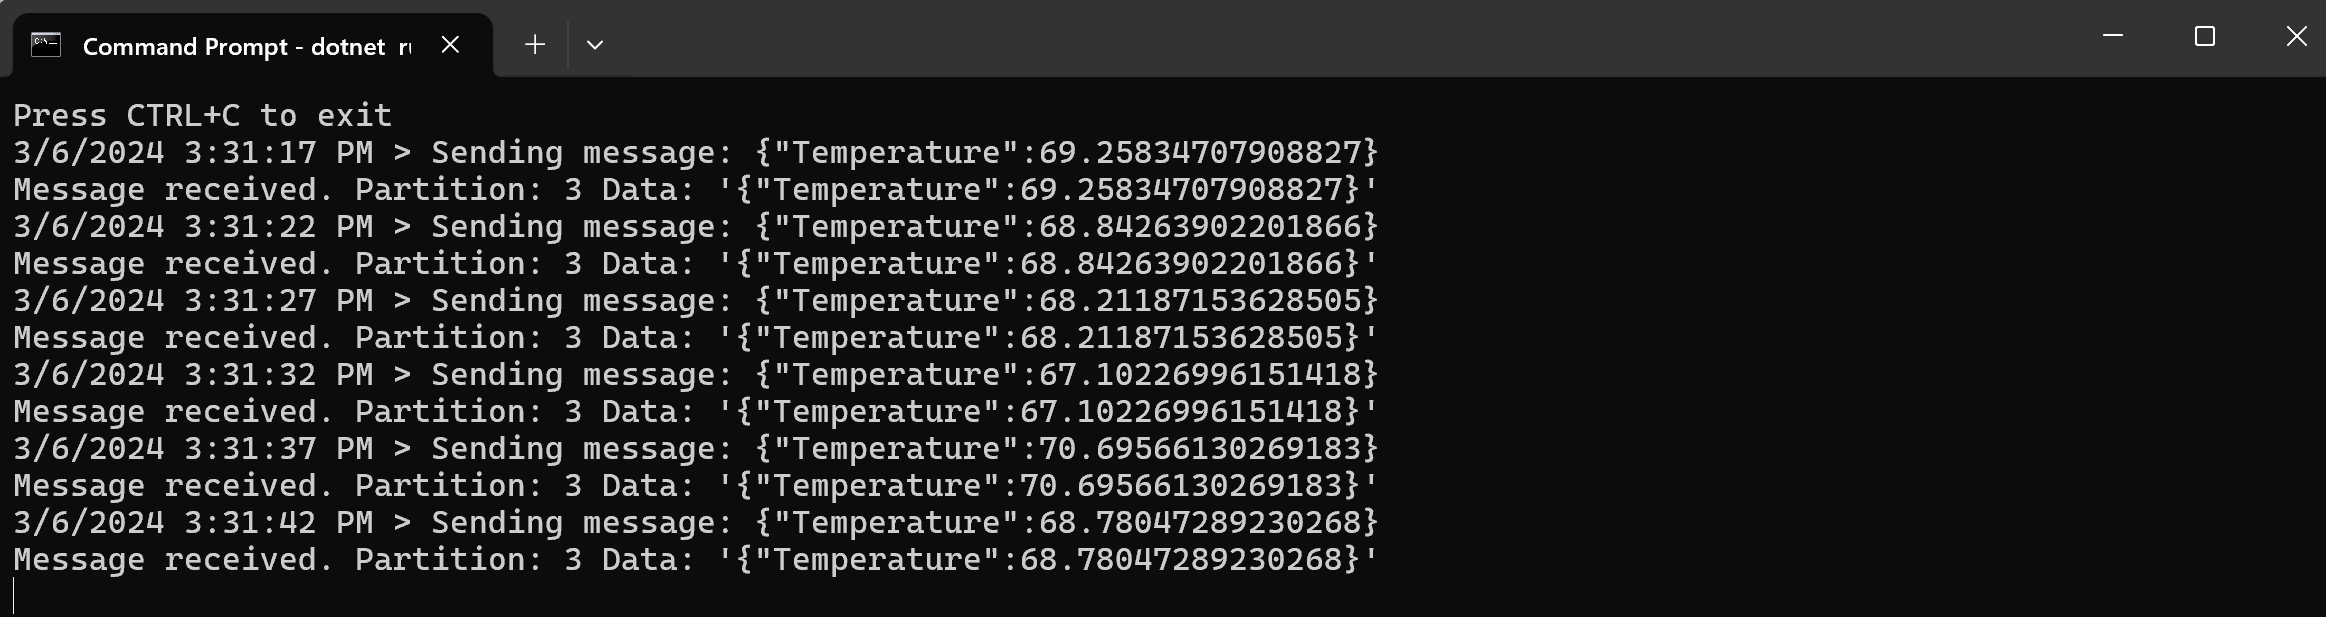 Command Prompt - dotnet
Press CTRL+C to exit
3/6/2024 3:31:17 PM > Sending message: {"Temperature":69.25834707908827}
Message received. Partition: 3 Data: '{"Temperature":69.25834707908827}'
3/6/2024 3:31:22 PM > Sending message: {"Temperature":68.84263902201866}
Message received. Partition: 3 Data: '{"Temperature":68.84263902201866}'
3/6/2024 3:31:27 PM > Sending message: {"Temperature":68.21187153628505}
Message received. Partition: 3 Data: '{"Temperature":68.21187153628505}'
3/6/2024 3:31:32 PM > Sending message: {"Temperature":67.10226996151418}
Message received. Partition: 3 Data: '{"Temperature":67.10226996151418}'
3/6/2024 3:31:37 PM > Sending message: {"Temperature":70.69566130269183}
Message received. Partition: 3 Data: '{"Temperature":70.69566130269183}'
3/6/2024 3:31:42 PM > Sending message: {"Temperature":68.78047289230268}
Message received. Partition: 3 Data: '{"Temperature":68.78047289230268}'